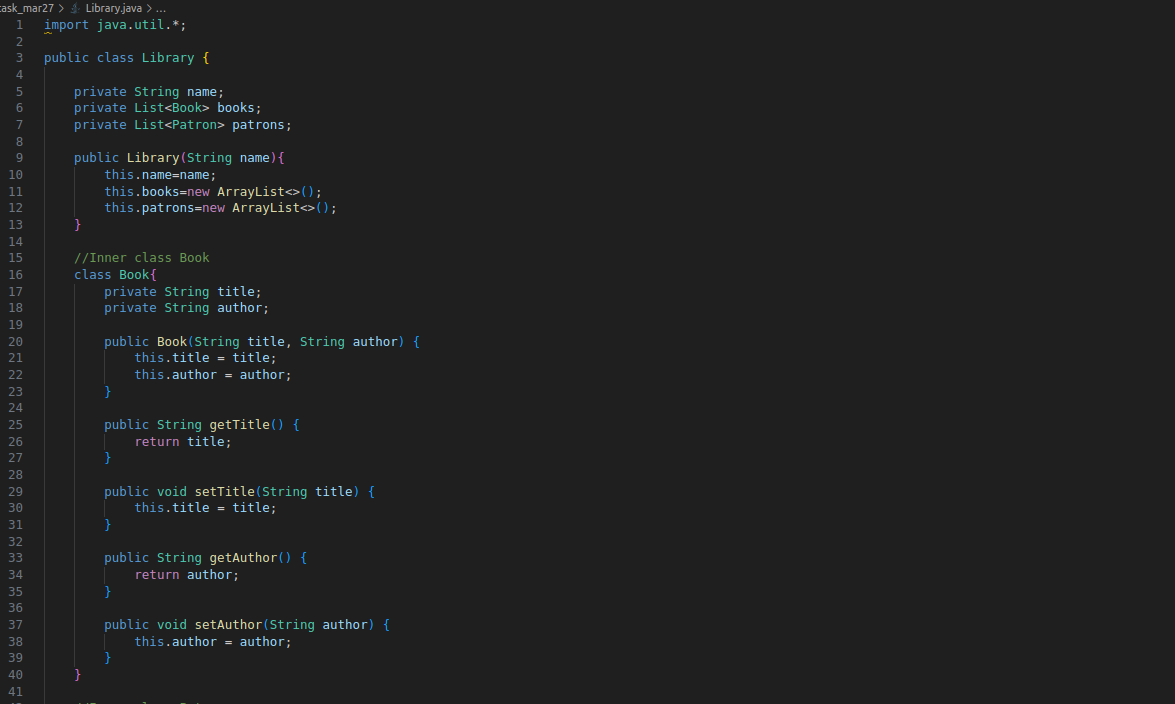 task_mar27 > Library.java > ...
1 import java.util.*;
2
3 public class Library {
4
5     private String name;
6     private List<Book> books;
7     private List<Patron> patrons;
8
9     public Library(String name){
10         this.name=name;
11         this.books=new ArrayList<>();
12         this.patrons=new ArrayList<>();
13     }
14
15     //Inner class Book
16     class Book{
17         private String title;
18         private String author;
19
20         public Book(String title, String author) {
21             this.title = title;
22             this.author = author;
23         }
24
25         public String getTitle() {
26             return title;
27         }
28
29         public void setTitle(String title) {
30             this.title = title;
31         }
32
33         public String getAuthor() {
34             return author;
35         }
36
37         public void setAuthor(String author) {
38             this.author = author;
39         }
40     }
41